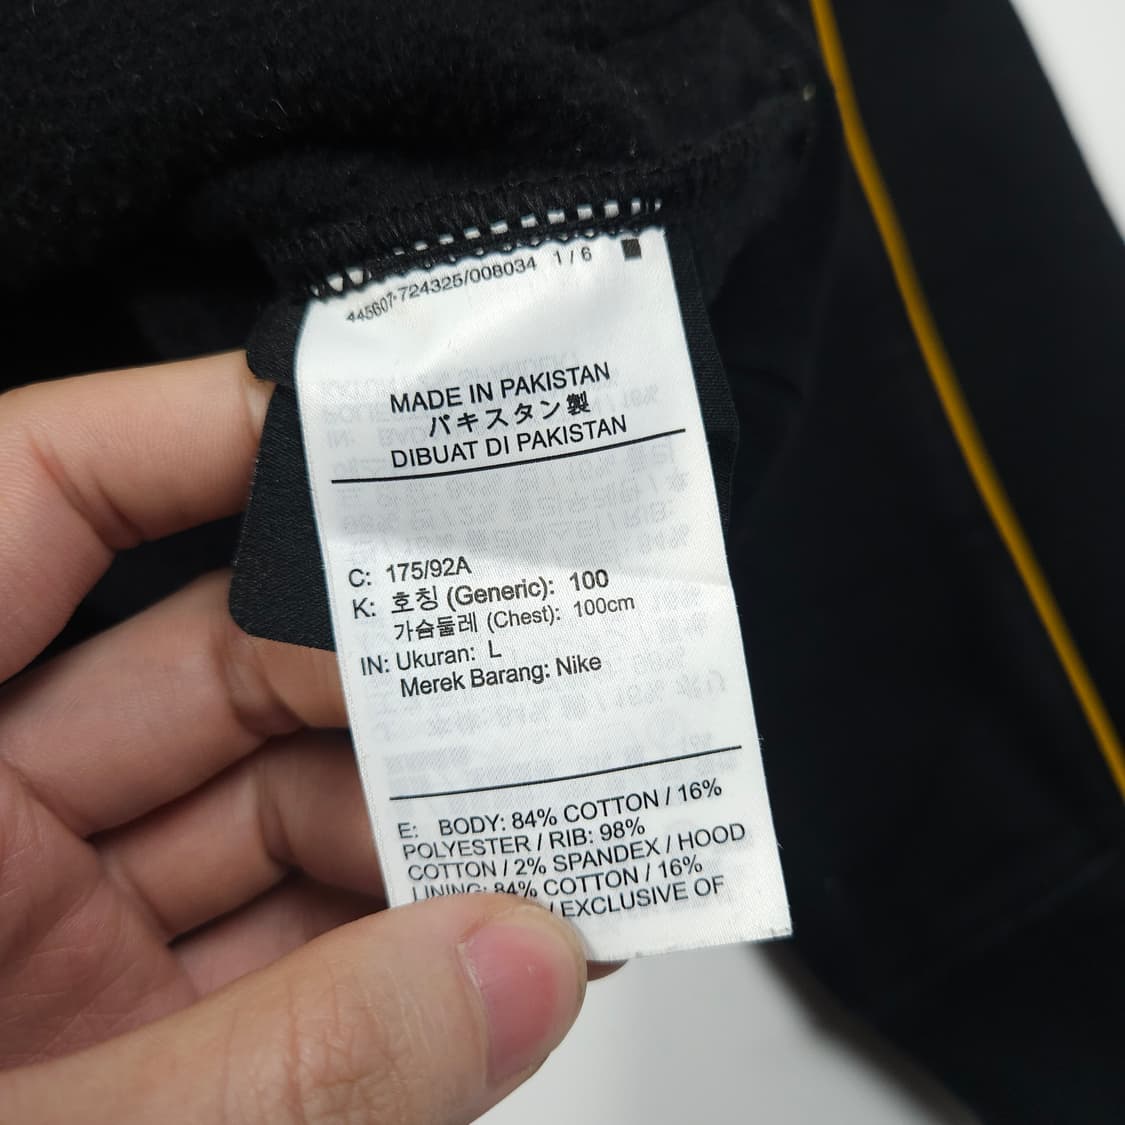 445607-724325/008034 1 / 6
MADE IN PAKISTAN
パキスタン製
DIBUAT DI PAKISTAN
C: 175/92A
K: 호칭 (Generic): 100
가슴둘레 (Chest): 100cm
IN: Ukuran: L
Merek Barang: Nike
E: BODY: 84% COTTON / 16%
POLYESTER / RIB: 98%
COTTON / 2% SPANDEX / HOOD
LINING: 84% COTTON / 16%
/ EXCLUSIVE OF